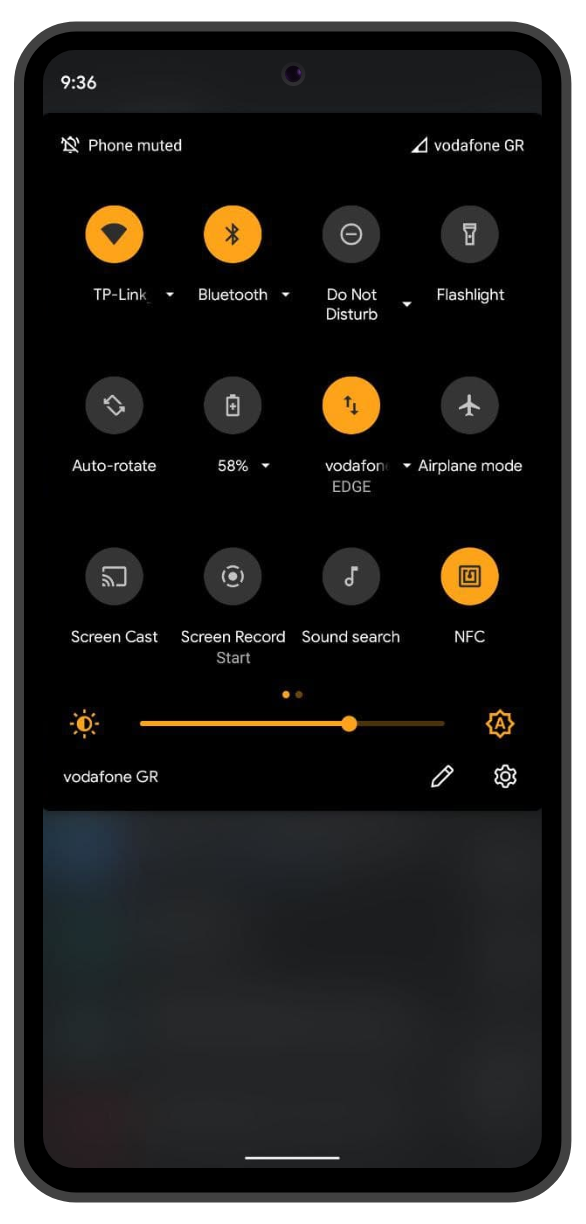 9:36
Phone muted
vodafone GR
TP-Link_
Bluetooth
Do Not
Disturb
Flashlight
Auto-rotate
58%
vodafon
EDGE
Airplane mode
Screen Cast
Screen Record
Start
Sound search
NFC
A
vodafone GR